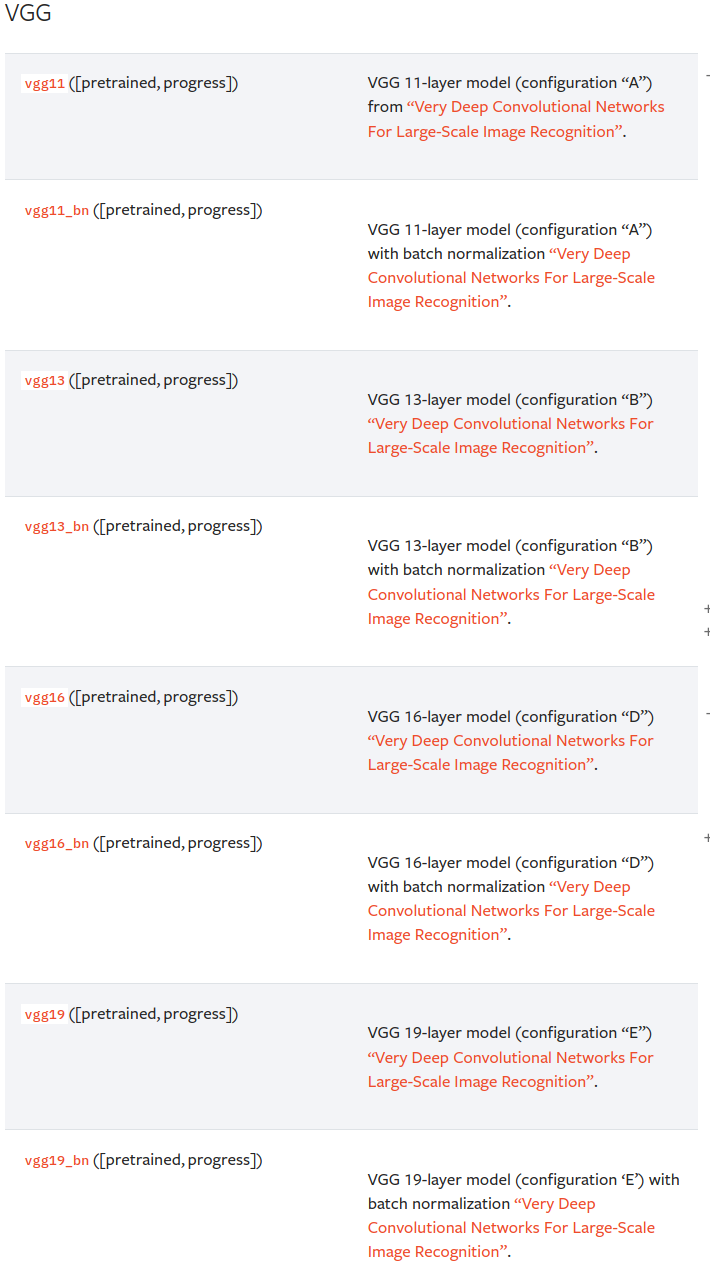 VGG
vgg11 ([pretrained, progress])
VGG 11-layer model (configuration “A”)
from “Very Deep Convolutional Networks
For Large-Scale Image Recognition”.
vgg11_bn ([pretrained, progress])
VGG 11-layer model (configuration “A”)
with batch normalization “Very Deep
Convolutional Networks For Large-Scale
Image Recognition”.
vgg13 ([pretrained, progress])
VGG 13-layer model (configuration “B”)
“Very Deep Convolutional Networks For
Large-Scale Image Recognition”.
vgg13_bn ([pretrained, progress])
VGG 13-layer model (configuration “B”)
with batch normalization “Very Deep
Convolutional Networks For Large-Scale
Image Recognition”.
vgg16 ([pretrained, progress])
VGG 16-layer model (configuration “D”)
“Very Deep Convolutional Networks For
Large-Scale Image Recognition”.
vgg16_bn ([pretrained, progress])
VGG 16-layer model (configuration “D”)
with batch normalization “Very Deep
Convolutional Networks For Large-Scale
Image Recognition”.
vgg19 ([pretrained, progress])
VGG 19-layer model (configuration “E”)
“Very Deep Convolutional Networks For
Large-Scale Image Recognition”.
vgg19_bn ([pretrained, progress])
VGG 19-layer model (configuration ‘E’) with
batch normalization “Very Deep
Convolutional Networks For Large-Scale
Image Recognition”.